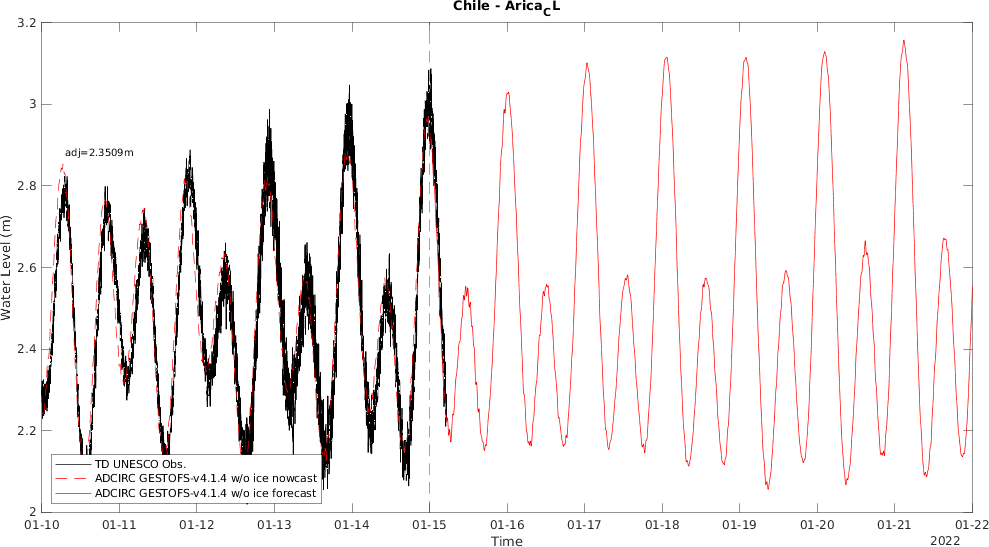 Chile - Arica_CL
3.2
3
2.8
2.6
2.4
2.2
2
Water Level (m)
adj=2.3509m
TD UNESCO Obs.
ADCIRC GESTOFS-v4.1.4 w/o ice nowcast
ADCIRC GESTOFS-v4.1.4 w/o ice forecast
01-10 01-11 01-12 01-13 01-14 01-15 01-16 01-17 01-18 01-19 01-20 01-21 01-22
Time
2022